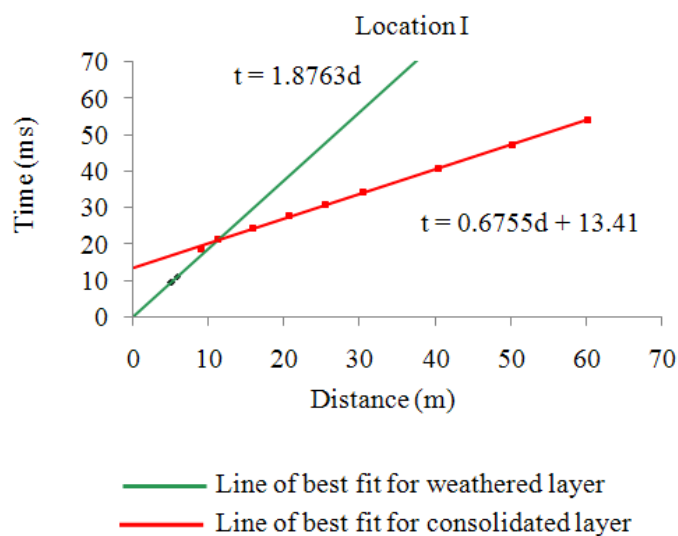 Location I
t = 1.8763d
t = 0.6755d + 13.41
Time (ms)
70
60
50
40
30
20
10
0
0 10 20 30 40 50 60 70
Distance (m)
Line of best fit for weathered layer
Line of best fit for consolidated layer